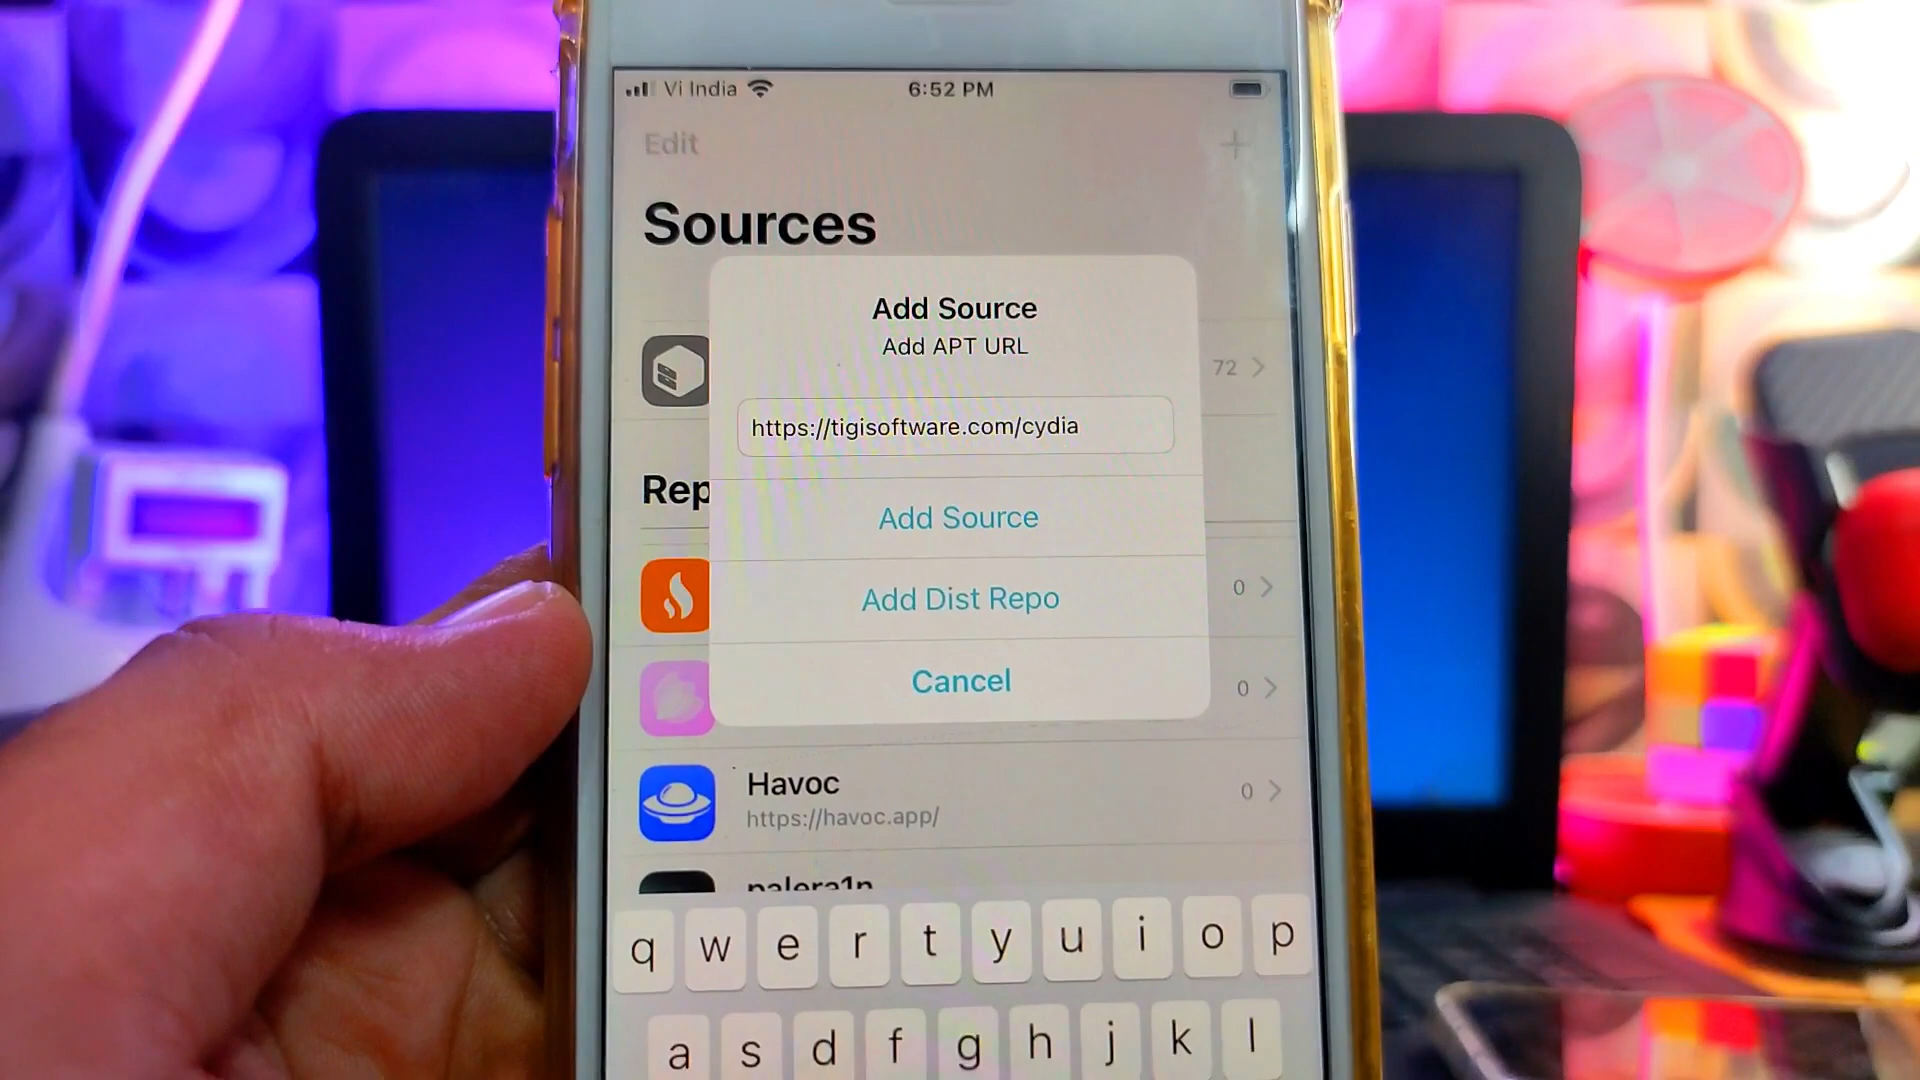 Vi India
6:52 PM
Edit
Sources
Add Source
Add APT URL
72
https://tigisoftware.com/cydia
Rep
Add Source
Add Dist Repo
0
Cancel
0
Havoc
https://havoc.app/
0
palera1n
q w e r t y u i o p
a s d f g h j k l